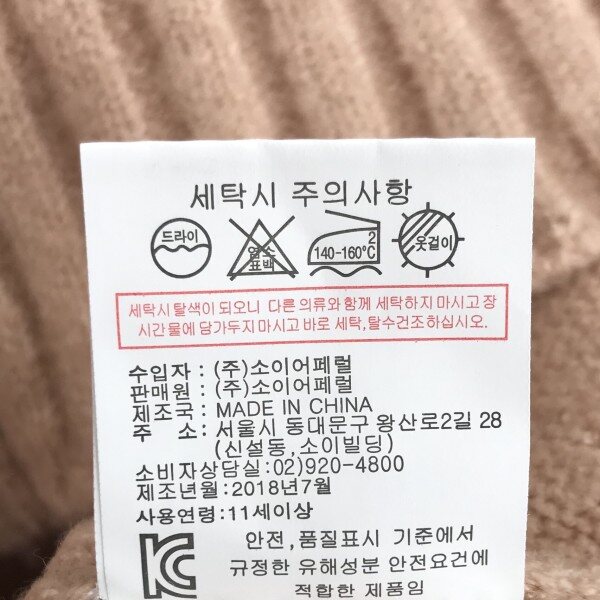 세탁시 주의사항
드라이
염소
표백
2
140-160℃
옷걸이
세탁시 탈색이 되오니 다른 의류와 함께 세탁하지 마시고 장
시간 물에 담가두지 마시고 바로 세탁,탈수건조하십시오.
수입자 : (주)소이어페럴
판매원 : (주)소이어페럴
제조국 : MADE IN CHINA
주 소 : 서울시 동대문구 왕산로2길 28
(신설동,소이빌딩)
소비자상담실:02)920-4800
제조년월:2018년7월
사용연령:11세이상
안전,품질표시 기준에서
규정한 유해성분 안전요건에
적합한 제품임